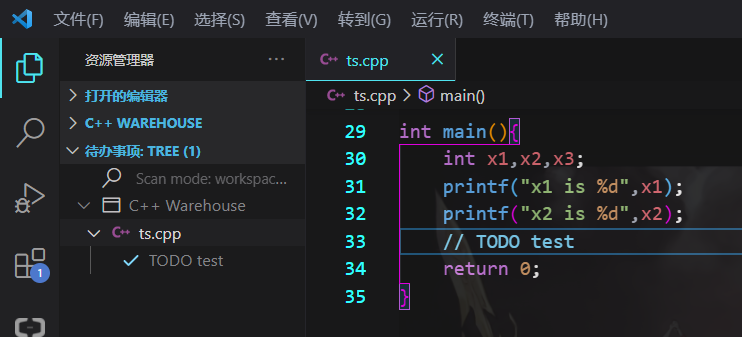 文件(F) 编辑(E) 选择(S) 查看(V) 转到(G) 运行(R) 终端(T) 帮助(H)
资源管理器 ···
打开的编辑器
C++ WAREHOUSE
待办事项: TREE (1)
Scan mode: workspac...
C++ Warehouse
C++ ts.cpp
TODO test
1
C++ ts.cpp ×
C++ ts.cpp > main()
29 int main(){
30 int x1,x2,x3;
31 printf("x1 is %d",x1);
32 printf("x2 is %d",x2);
33 // TODO test
34 return 0;
35 }